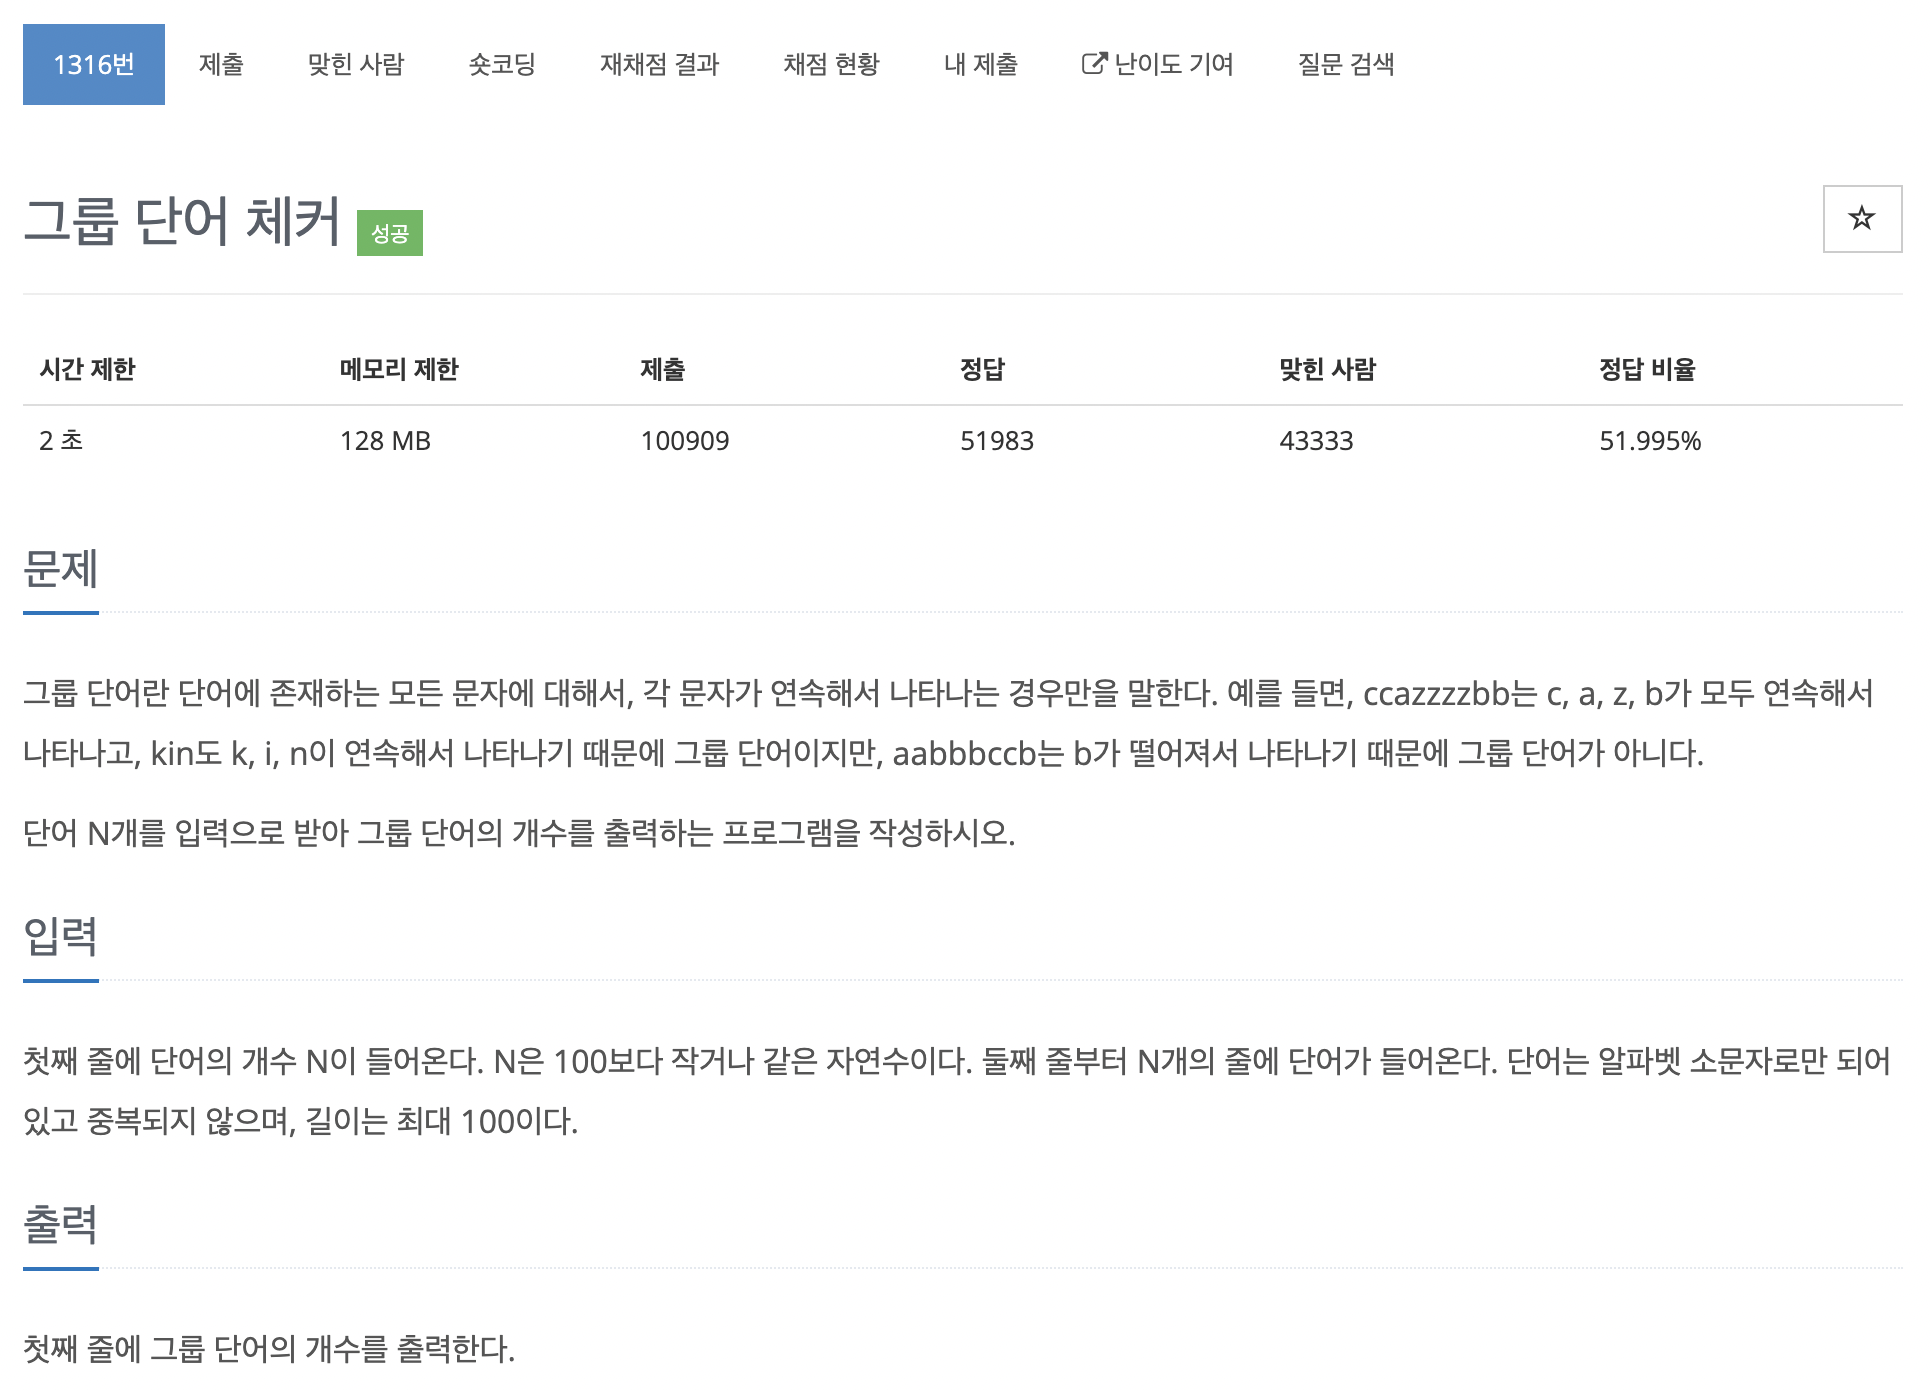 1316번 제출 맞힌 사람 숏코딩 재채점 결과 채점 현황 내 제출 난이도 기여 질문 검색
그룹 단어 체커 성공
시간 제한 메모리 제한 제출 정답 맞힌 사람 정답 비율
2 초 128 MB 100909 51983 43333 51.995%
문제
그룹 단어란 단어에 존재하는 모든 문자에 대해서, 각 문자가 연속해서 나타나는 경우만을 말한다. 예를 들면, ccazzzzbb는 c, a, z, b가 모두 연속해서
나타나고, kin도 k, i, n이 연속해서 나타나기 때문에 그룹 단어이지만, aabbbccb는 b가 떨어져서 나타나기 때문에 그룹 단어가 아니다.
단어 N개를 입력으로 받아 그룹 단어의 개수를 출력하는 프로그램을 작성하시오.
입력
첫째 줄에 단어의 개수 N이 들어온다. N은 100보다 작거나 같은 자연수이다. 둘째 줄부터 N개의 줄에 단어가 들어온다. 단어는 알파벳 소문자로만 되어
있고 중복되지 않으며, 길이는 최대 100이다.
출력
첫째 줄에 그룹 단어의 개수를 출력한다.